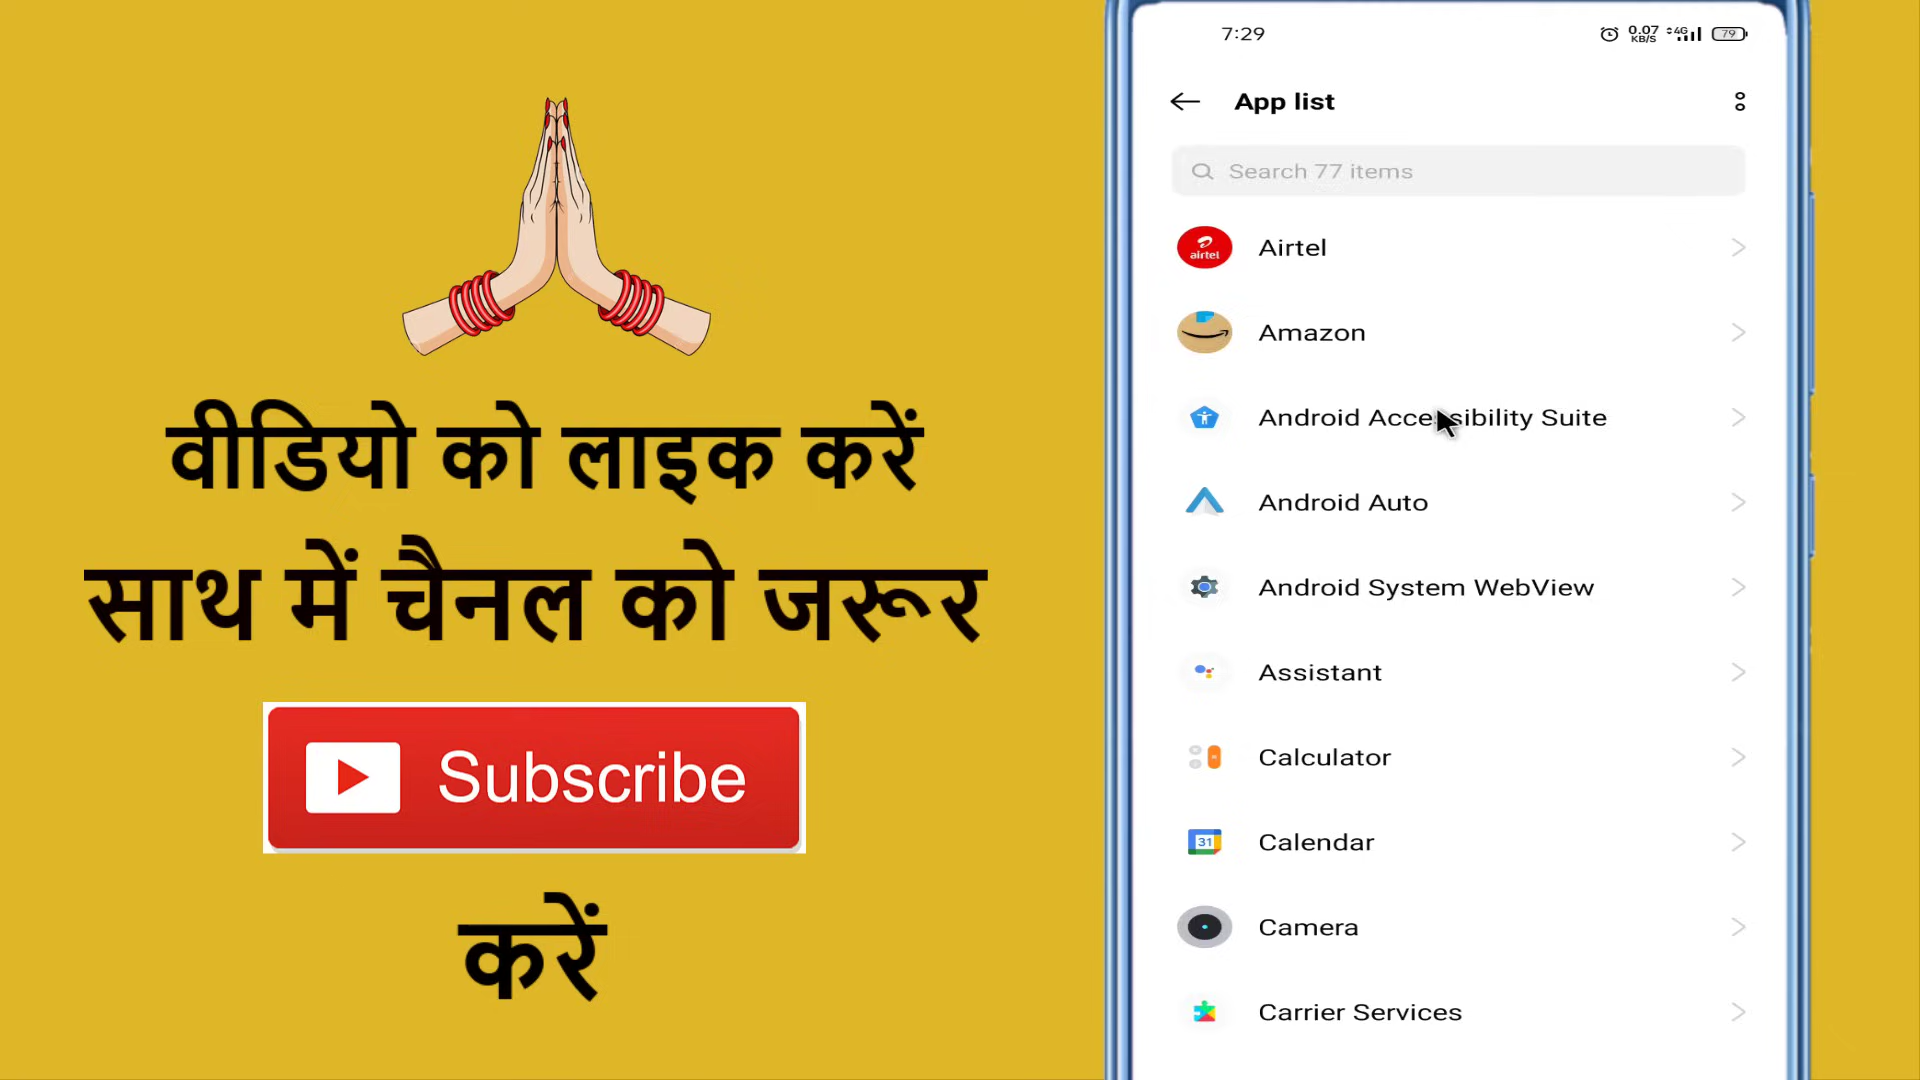 वीडियो को लाइक करें
साथ में चैनल को जरूर
Subscribe
करें
7:29
0.07
KB/S
4G
79
App list
Search 77 items
airtel
Airtel
Amazon
Android Accessibility Suite
Android Auto
Android System WebView
Assistant
Calculator
31
Calendar
Camera
Carrier Services